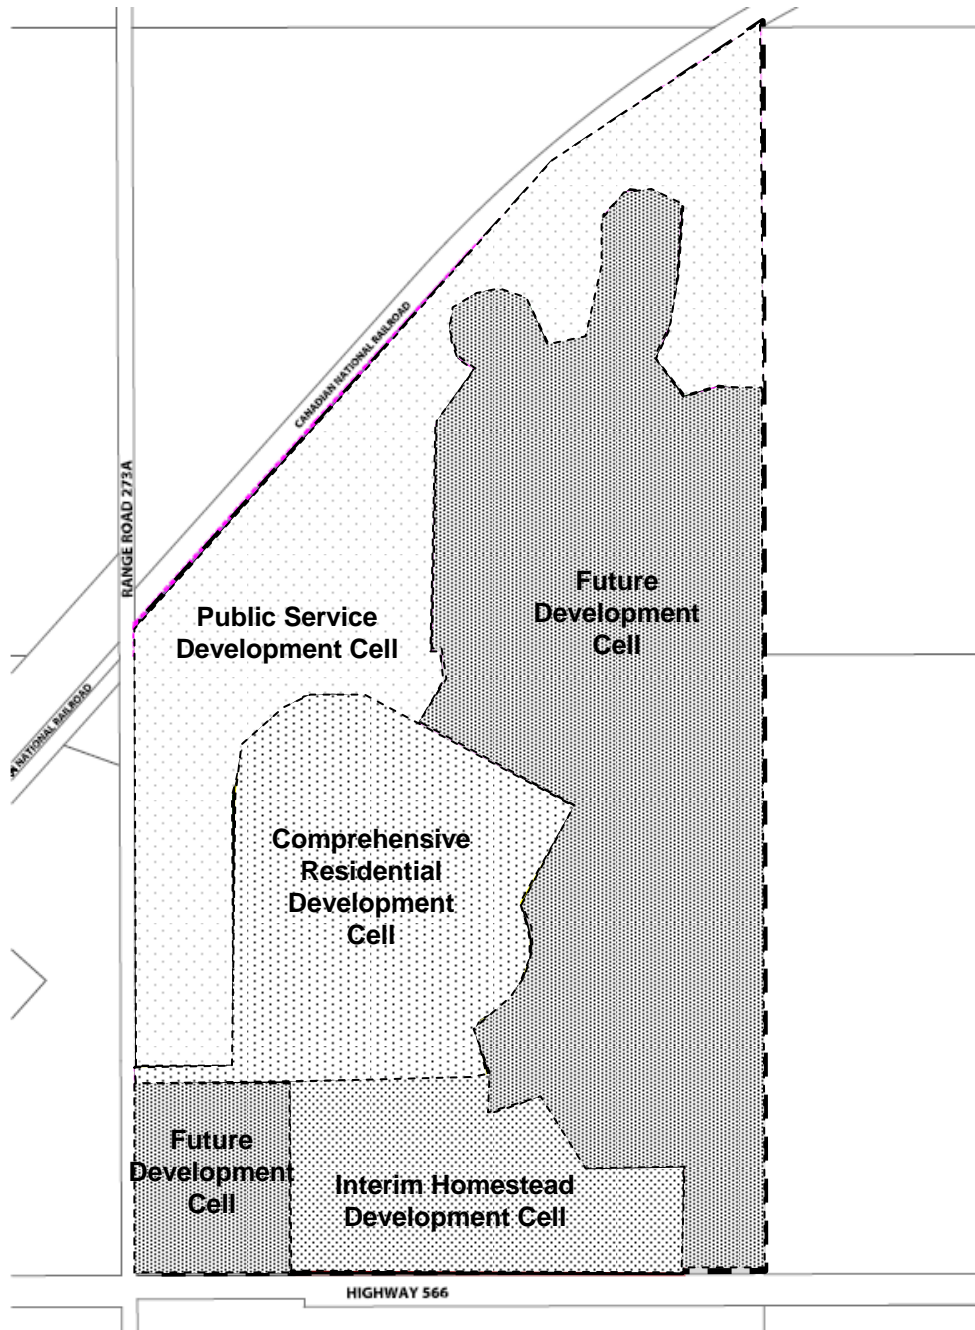 CANADIAN NATIONAL RAILROAD
RANGE ROAD 273A
Future
Development
Cell
Public Service
Development Cell
NATIONAL RAILROAD
Comprehensive
Residential
Development
Cell
Future
Development
Cell
Interim Homestead
Development Cell
HIGHWAY 566